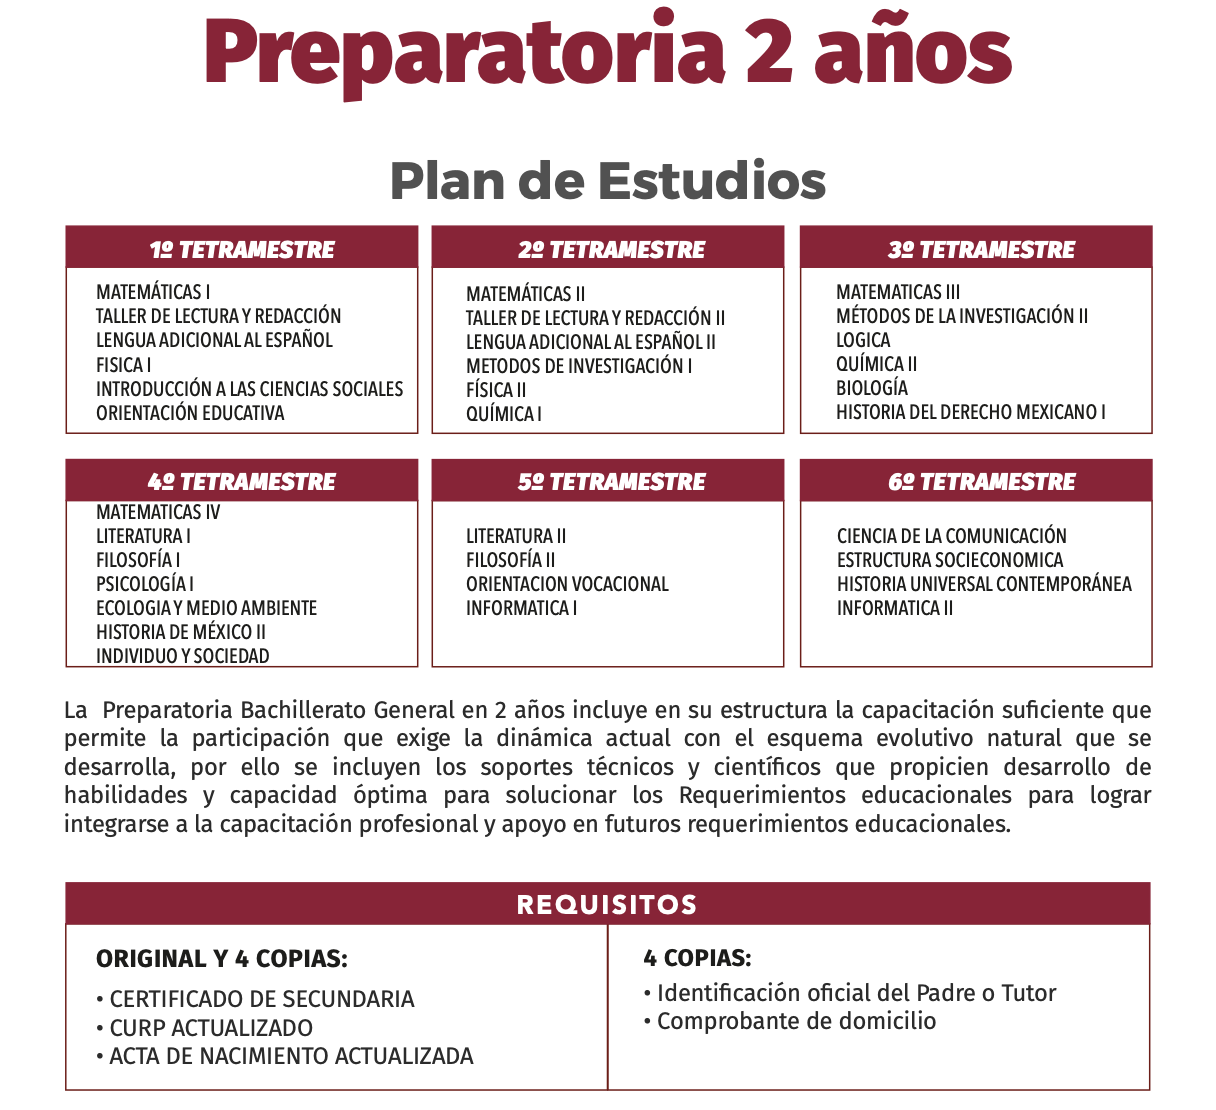 Preparatoria 2 años
Plan de Estudios
1º TETRAMESTRE
MATEMÁTICAS I
TALLER DE LECTURA Y REDACCIÓN
LENGUA ADICIONAL AL ESPAÑOL
FISICA I
INTRODUCCIÓN A LAS CIENCIAS SOCIALES
ORIENTACIÓN EDUCATIVA
2º TETRAMESTRE
MATEMÁTICAS II
TALLER DE LECTURA Y REDACCIÓN II
LENGUA ADICIONAL AL ESPAÑOL II
METODOS DE INVESTIGACIÓN I
FÍSICA II
QUÍMICA I
3º TETRAMESTRE
MATEMATICAS III
MÉTODOS DE LA INVESTIGACIÓN II
LOGICA
QUÍMICA II
BIOLOGÍA
HISTORIA DEL DERECHO MEXICANO I
4º TETRAMESTRE
MATEMATICAS IV
LITERATURA I
FILOSOFÍA I
PSICOLOGÍA I
ECOLOGIA Y MEDIO AMBIENTE
HISTORIA DE MÉXICO II
INDIVIDUO Y SOCIEDAD
5º TETRAMESTRE
LITERATURA II
FILOSOFÍA II
ORIENTACION VOCACIONAL
INFORMATICA I
6º TETRAMESTRE
CIENCIA DE LA COMUNICACIÓN
ESTRUCTURA SOCIECONOMICA
HISTORIA UNIVERSAL CONTEMPORÁNEA
INFORMATICA II
La Preparatoria Bachillerato General en 2 años incluye en su estructura la capacitación suficiente que
permite la participación que exige la dinámica actual con el esquema evolutivo natural que se
desarrolla, por ello se incluyen los soportes técnicos y científicos que propicien desarrollo de
habilidades y capacidad óptima para solucionar los Requerimientos educacionales para lograr
integrarse a la capacitación profesional y apoyo en futuros requerimientos educacionales.
REQUISITOS
ORIGINAL Y 4 COPIAS:
• CERTIFICADO DE SECUNDARIA
• CURP ACTUALIZADO
• ACTA DE NACIMIENTO ACTUALIZADA
4 COPIAS:
• Identificación oficial del Padre o Tutor
• Comprobante de domicilio